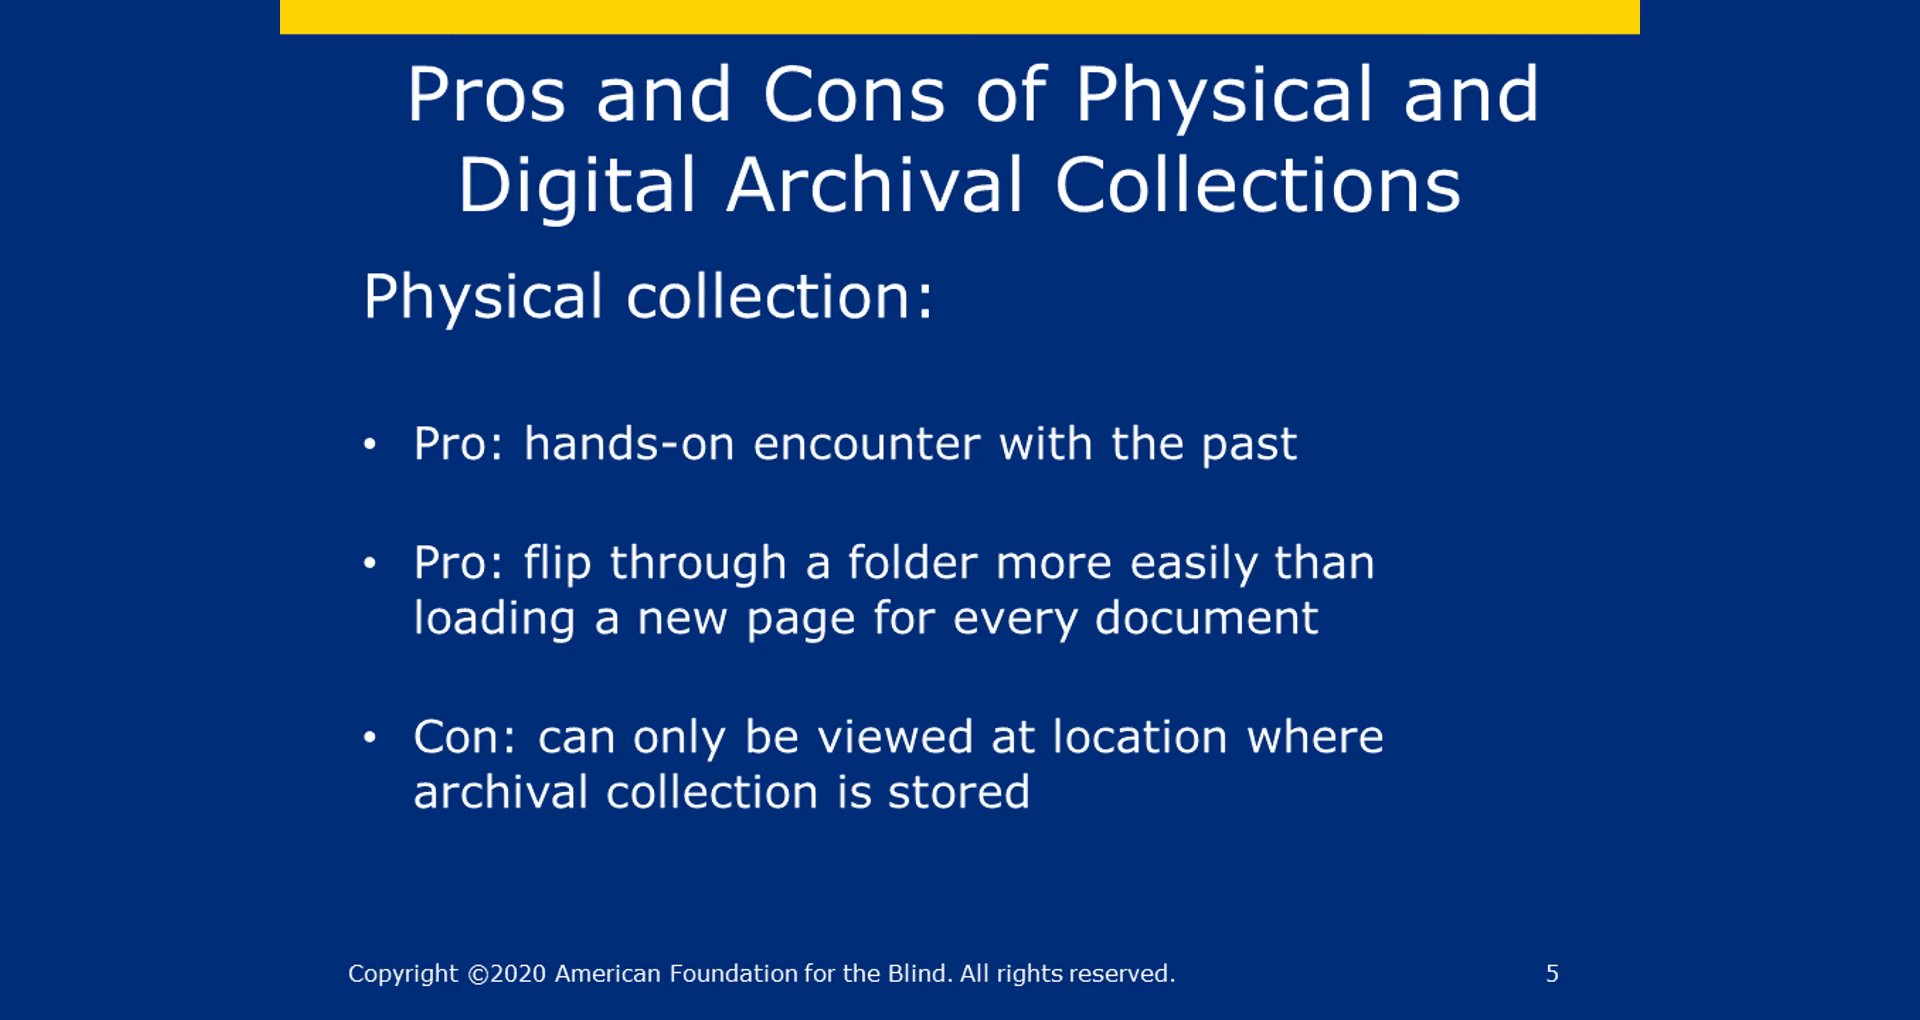 Pros and Cons of Physical and
Digital Archival Collections
Physical collection:
• Pro: hands-on encounter with the past
• Pro: flip through a folder more easily than
loading a new page for every document
• Con: can only be viewed at location where
archival collection is stored
Copyright ©2020 American Foundation for the Blind. All rights reserved.
5